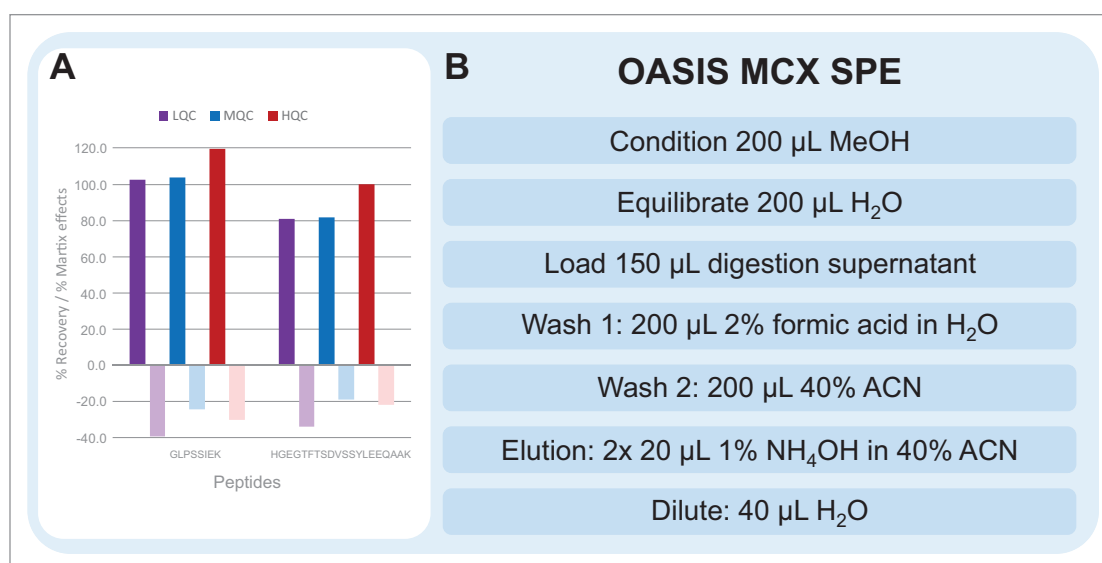 A
LQC MQC HQC
% Recovery / % Martix effects
120.0
100.0
80.0
60.0
40.0
20.0
0.0
-20.0
-40.0
GLPSSIEK HGEGTFTSDVSSYLEEQAAK
Peptides
B
OASIS MCX SPE
Condition 200 µL MeOH
Equilibrate 200 µL H₂O
Load 150 µL digestion supernatant
Wash 1: 200 µL 2% formic acid in H₂O
Wash 2: 200 µL 40% ACN
Elution: 2x 20 µL 1% NH₄OH in 40% ACN
Dilute: 40 µL H₂O